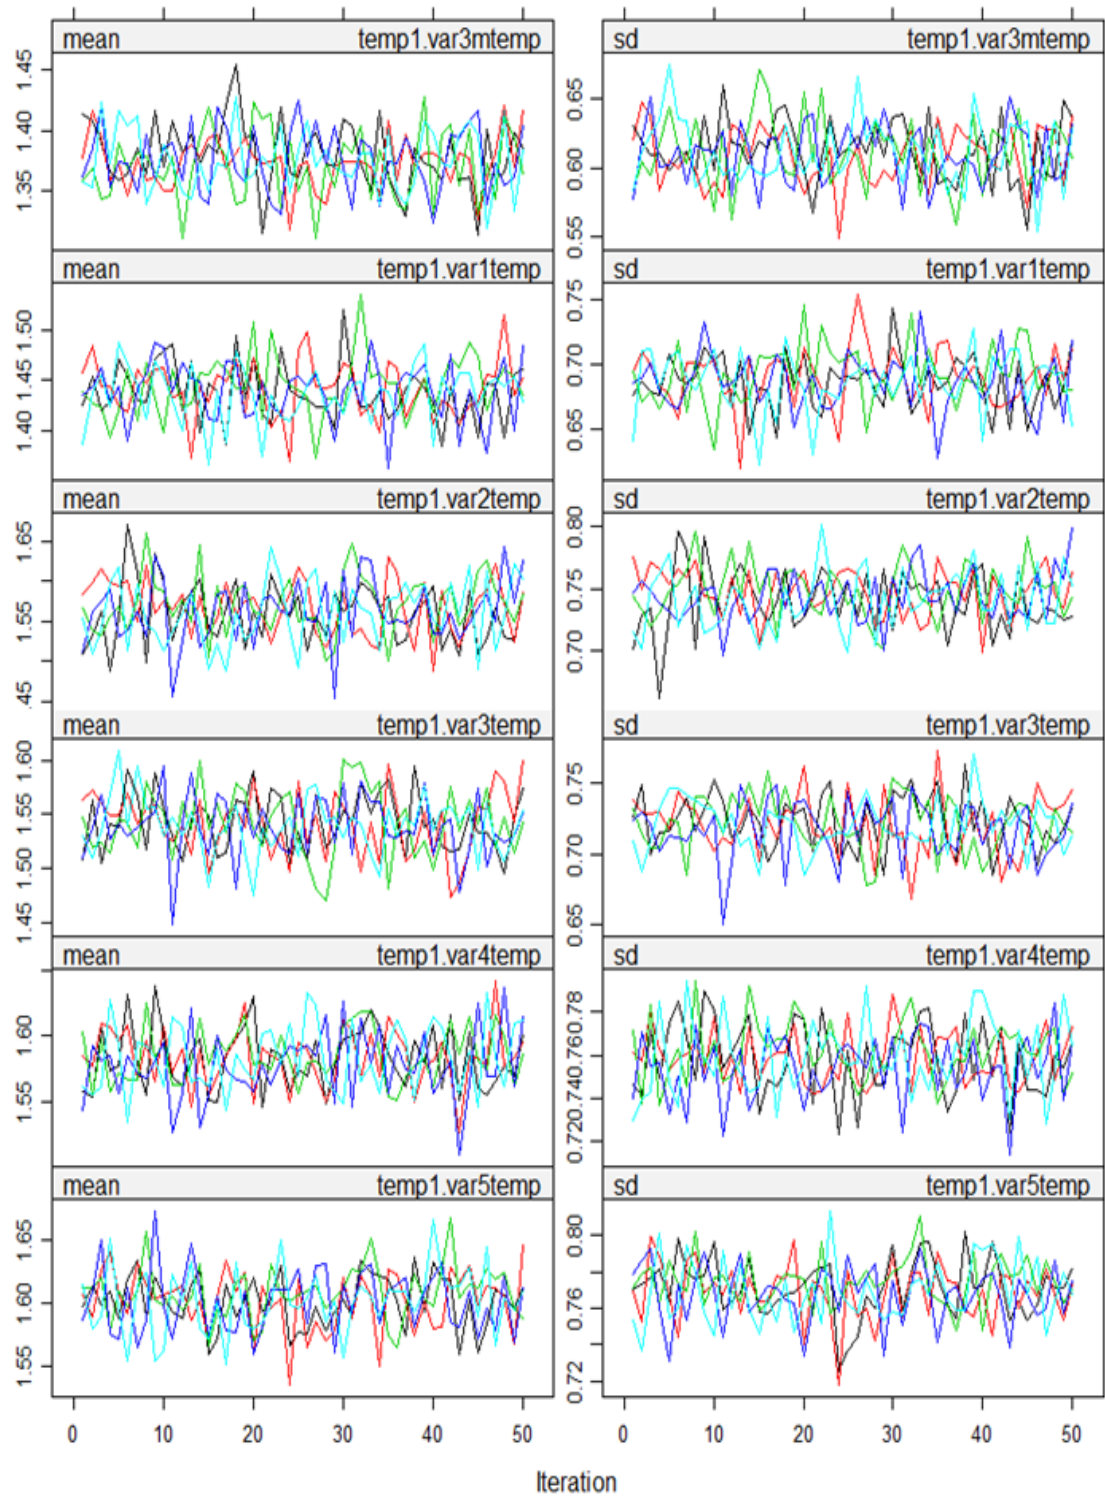 mean temp1.var3mtemp sd temp1.var3mtemp
1.45 1.40 1.35 0.65 0.60 0.55
mean temp1.var1temp sd temp1.var1temp
1.50 1.45 1.40 0.75 0.70 0.65
mean temp1.var2temp sd temp1.var2temp
1.65 1.55 .45 0.80 0.75 0.70
mean temp1.var3temp sd temp1.var3temp
1.60 1.55 1.50 1.45 0.75 0.70 0.65
mean temp1.var4temp sd temp1.var4temp
1.60 1.55 0.720.740.760.78
mean temp1.var5temp sd temp1.var5temp
1.65 1.60 1.55 0.80 0.76 0.72
0 10 20 30 40 50 0 10 20 30 40 50
Iteration